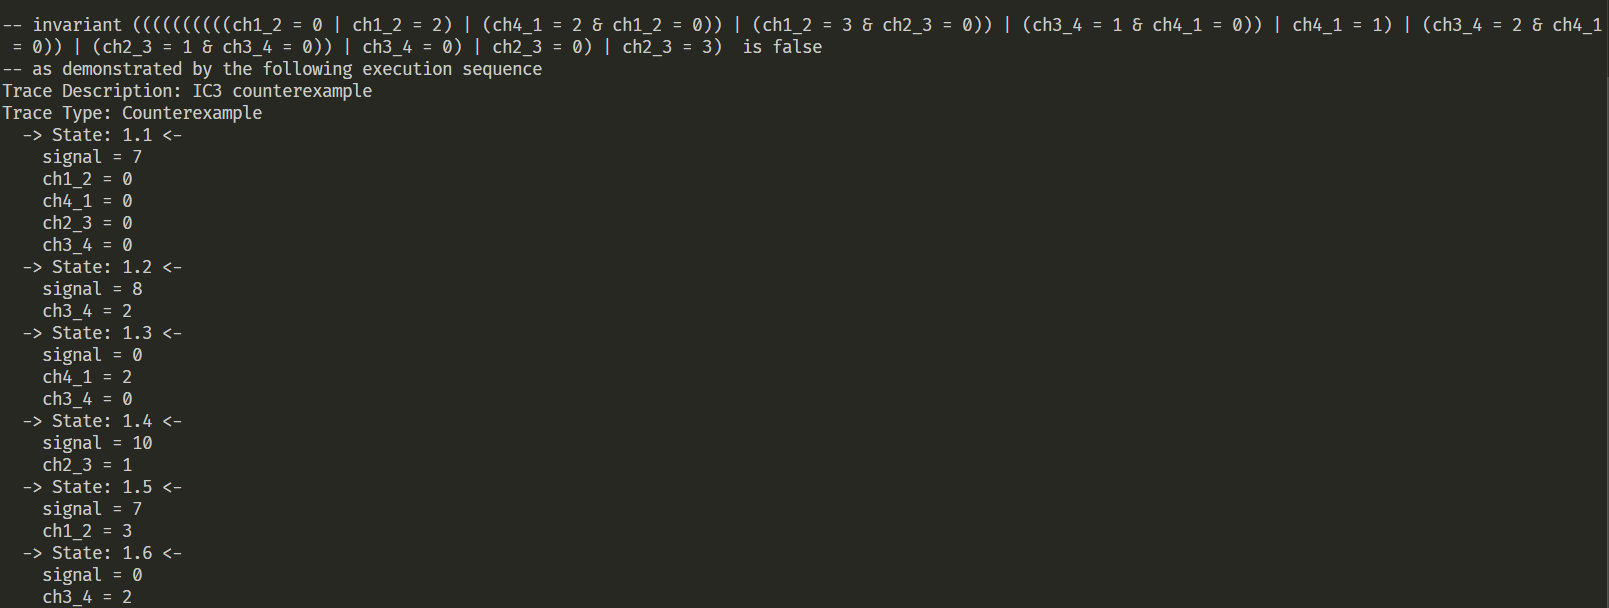 -- invariant ((((((((((ch1_2 = 0 | ch1_2 = 2) | (ch4_1 = 2 & ch1_2 = 0)) | (ch1_2 = 3 & ch2_3 = 0)) | (ch3_4 = 1 & ch4_1 = 0)) | ch4_1 = 1) | (ch3_4 = 2 & ch4_1
= 0)) | (ch2_3 = 1 & ch3_4 = 0)) | ch3_4 = 0) | ch2_3 = 0) | ch2_3 = 3)  is false
-- as demonstrated by the following execution sequence
Trace Description: IC3 counterexample
Trace Type: Counterexample
  -> State: 1.1 <-
    signal = 7
    ch1_2 = 0
    ch4_1 = 0
    ch2_3 = 0
    ch3_4 = 0
  -> State: 1.2 <-
    signal = 8
    ch3_4 = 2
  -> State: 1.3 <-
    signal = 0
    ch4_1 = 2
    ch3_4 = 0
  -> State: 1.4 <-
    signal = 10
    ch2_3 = 1
  -> State: 1.5 <-
    signal = 7
    ch1_2 = 3
  -> State: 1.6 <-
    signal = 0
    ch3_4 = 2